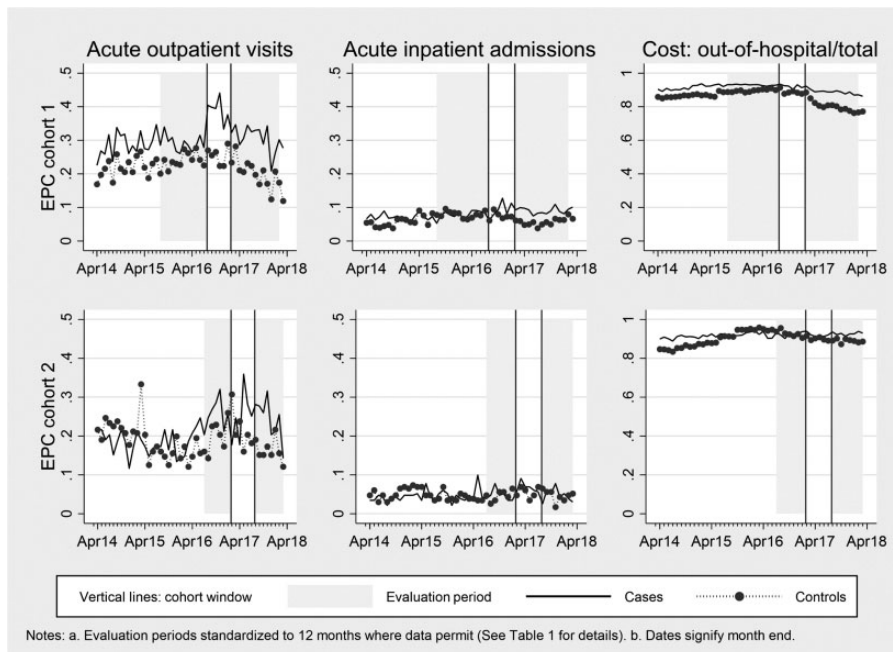 Acute outpatient visits Acute inpatient admissions Cost: out-of-hospital/total
EPC cohort 1
.5 .5 1
.4 .4 .8
.3 .3 .6
.2 .2 .4
.1 .1 .2
0 0 0
Apr14 Apr15 Apr16 Apr17 Apr18 Apr14 Apr15 Apr16 Apr17 Apr18 Apr14 Apr15 Apr16 Apr17 Apr18
EPC cohort 2
.5 .5 1
.4 .4 .8
.3 .3 .6
.2 .2 .4
.1 .1 .2
0 0 0
Apr14 Apr15 Apr16 Apr17 Apr18 Apr14 Apr15 Apr16 Apr17 Apr18 Apr14 Apr15 Apr16 Apr17 Apr18
Vertical lines: cohort window Evaluation period Cases Controls
Notes: a. Evaluation periods standardized to 12 months where data permit (See Table 1 for details). b. Dates signify month end.